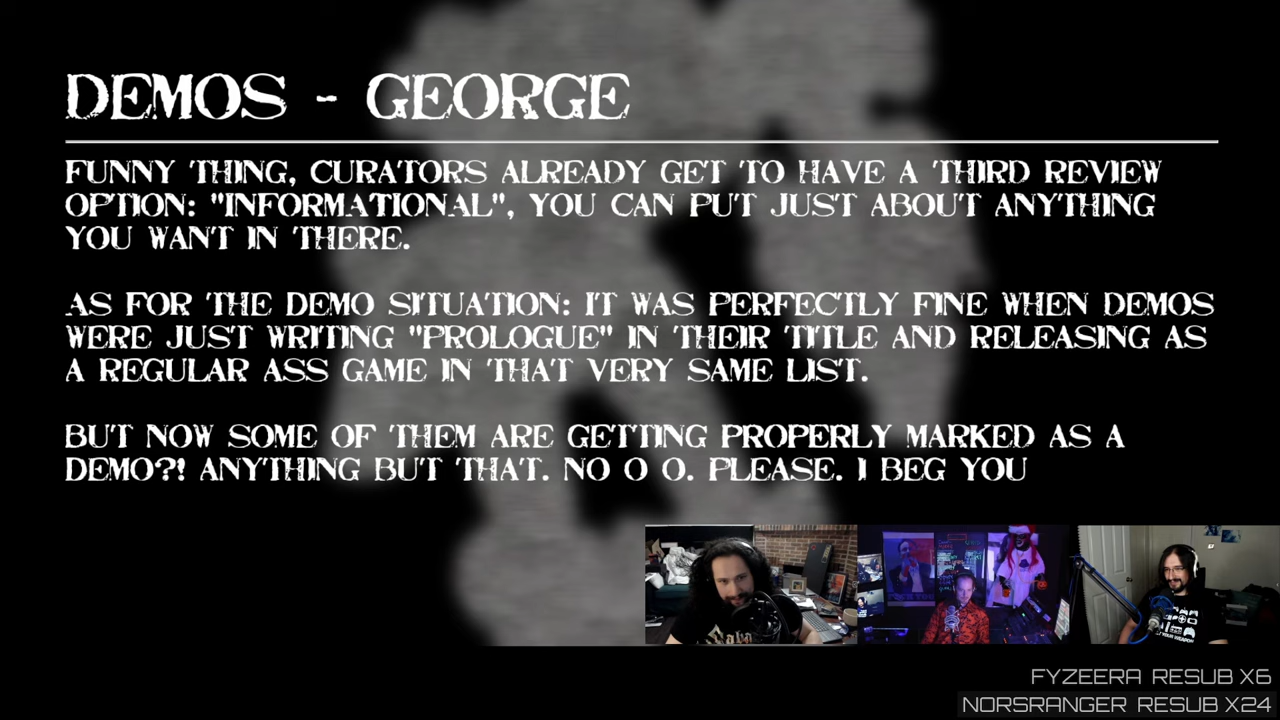 DEMOS - GEORGE
FUNNY THING, CURATORS ALREADY GET TO HAVE A THIRD REVIEW
OPTION: "INFORMATIONAL", YOU CAN PUT JUST ABOUT ANYTHING
YOU WANT IN THERE.
AS FOR THE DEMO SITUATION: IT WAS PERFECTLY FINE WHEN DEMOS
WERE JUST WRITING "PROLOGUE" IN THEIR TITLE AND RELEASING AS
A REGULAR ASS GAME IN THAT VERY SAME LIST.
BUT NOW SOME OF THEM ARE GETTING PROPERLY MARKED AS A
DEMO?! ANYTHING BUT THAT. NO O O. PLEASE. I BEG YOU
FYZEERA RESUB X6
NORSRANGER RESUB X24